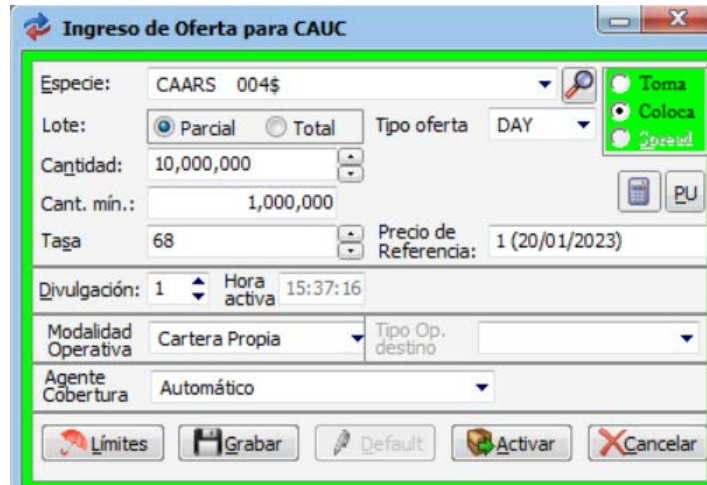 Ingreso de Oferta para CAUC
Especie: CAARS 004$
Toma
Coloca
Spread
Lote: Parcial Total Tipo oferta DAY
Cantidad: 10,000,000
Cant. mín.: 1,000,000
PU
Tasa 68 Precio de Referencia: 1 (20/01/2023)
Divulgación: 1 Hora activa 15:37:16
Modalidad Operativa Cartera Propia Tipo Op. destino
Agente Cobertura Automático
Límites Grabar Default Activar Cancelar